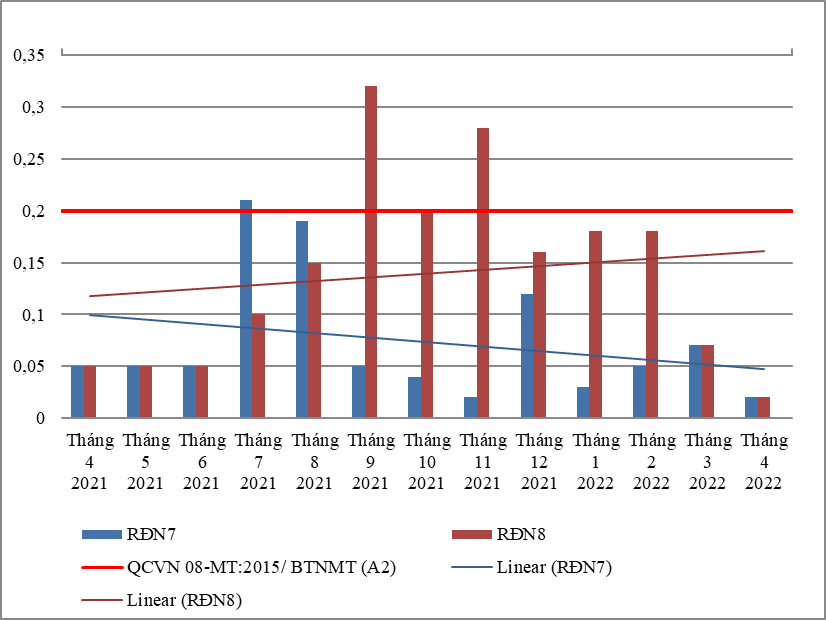 0,35
0,3
0,25
0,2
0,15
0,1
0,05
0
Tháng Tháng Tháng Tháng Tháng Tháng Tháng Tháng Tháng Tháng Tháng Tháng Tháng
4 5 6 7 8 9 10 11 12 1 2 3 4
2021 2021 2021 2021 2021 2021 2021 2021 2021 2022 2022 2022 2022
RĐN7 RĐN8
QCVN 08-MT:2015/ BTNMT (A2) Linear (RĐN7)
Linear (RĐN8)